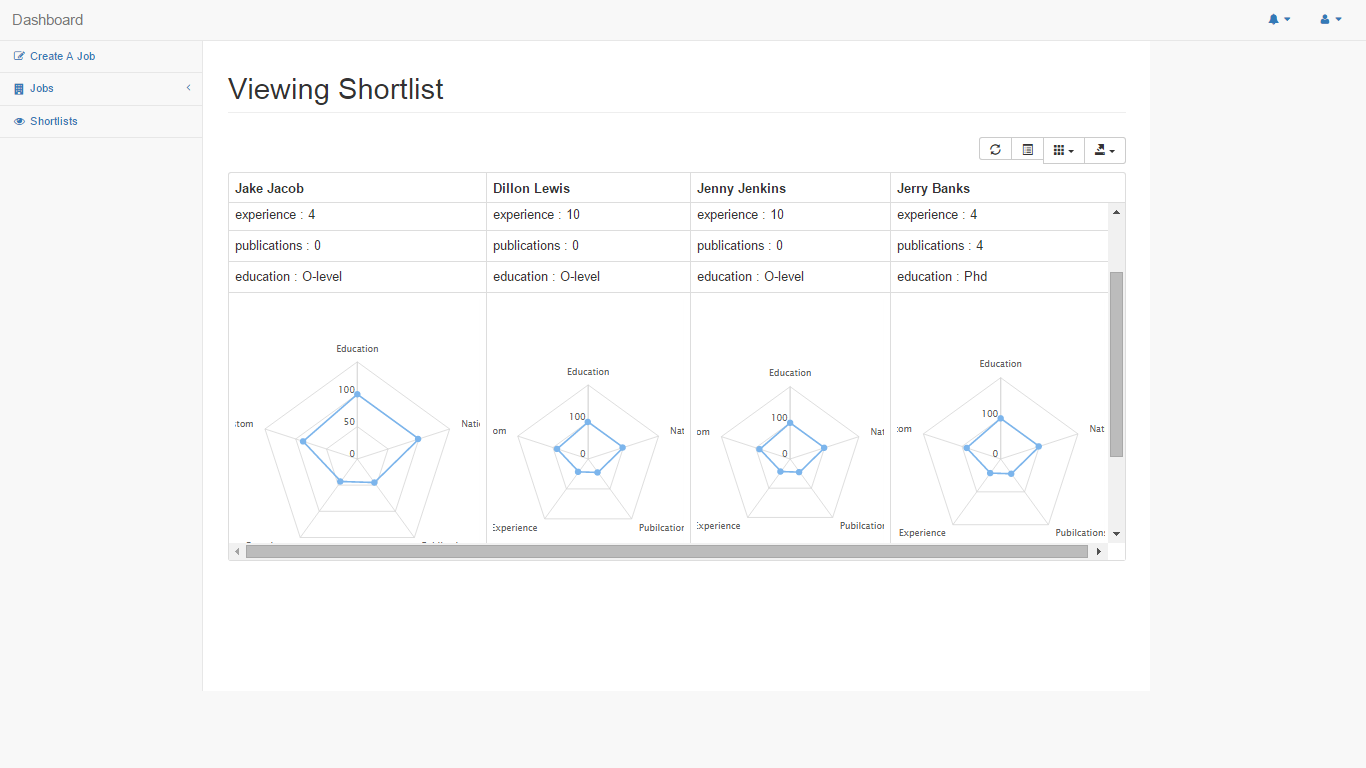 Dashboard
Create A Job
Jobs
Shortlists
Viewing Shortlist
Jake Jacob Dillon Lewis Jenny Jenkins Jerry Banks
experience : 4 experience : 10 experience : 10 experience : 4
publications : 0 publications : 0 publications : 0 publications : 4
education : O-level education : O-level education : O-level education : Phd
Education
100
50
0
tom
Nati
Education
100
0
om
Nat
Experience
Pubilcation
Education
100
0
om
Nat
Experience
Pubilcation
Education
100
0
om
Nat
Experience
Pubilcations